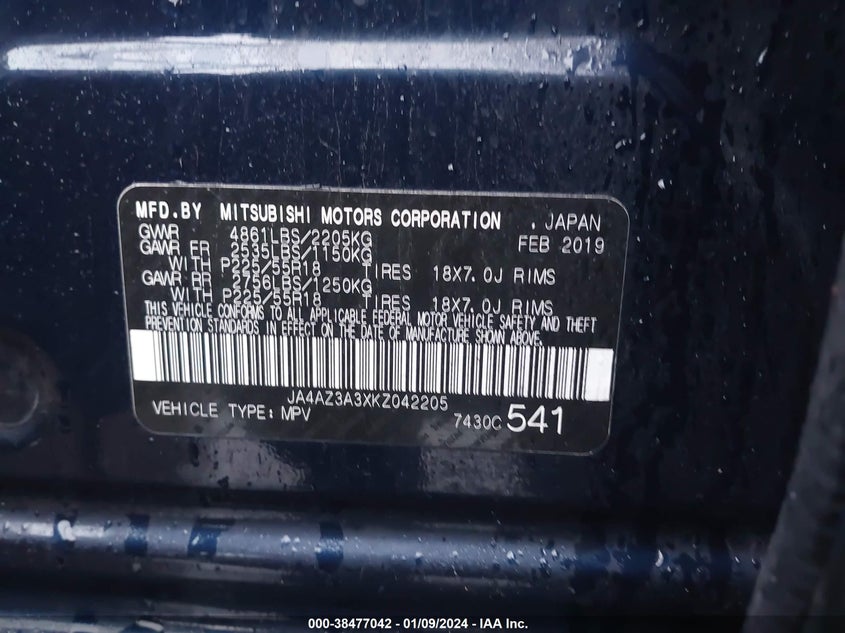 MFD.BY MITSUBISHI MOTORS CORPORATION , JAPAN
GVWR 4861LBS/2205KG FEB 2019
GAWR FR 2535LBS/1150KG
WITH P225/55R18 TIRES 18X7.0J RIMS
GAWR RR 2756LBS/1250KG
WITH P225/55R18 TIRES 18X7.0J RIMS
THIS VEHICLE CONFORMS TO ALL APPLICABLE FEDERAL MOTOR VEHICLE SAFETY AND THEFT
PREVENTION STANDARDS IN EFFECT ON THE DATE OF MANUFACTURE SHOWN ABOVE.
JA4AZ3A3XKZ042205
VEHICLE TYPE: MPV 7430C 541
000-38477042 - 01/09/2024 - IAA Inc.